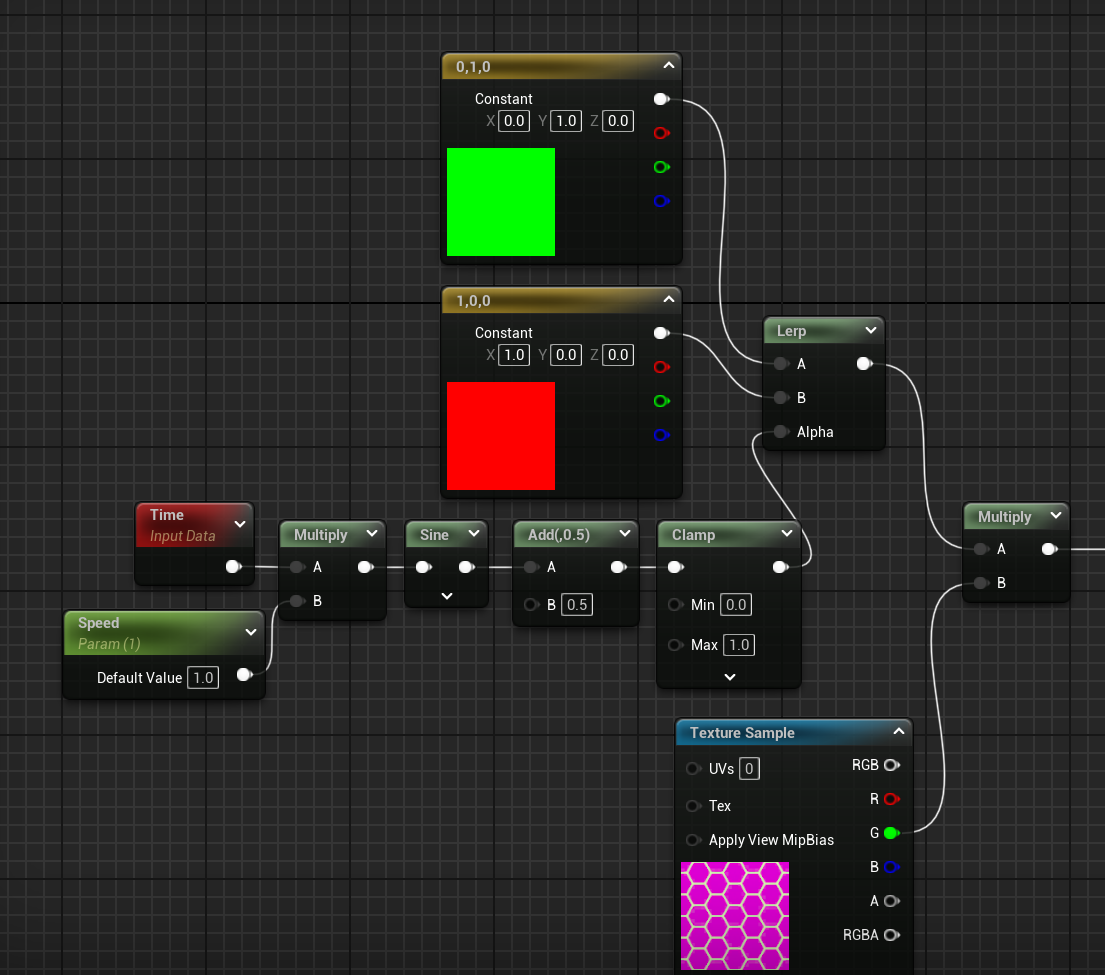 0,1,0
Constant
X 0.0 Y 1.0 Z 0.0
1,0,0
Constant
X 1.0 Y 0.0 Z 0.0
Lerp
A
B
Alpha
Time
Input Data
Multiply
A
B
Sine
Add(,0.5)
A
B 0.5
Clamp
Min 0.0
Max 1.0
Multiply
A
B
Speed
Param (1)
Default Value 1.0
Texture Sample
UVs 0
RGB
R
Tex
G
Apply View MipBias
B
A
RGBA